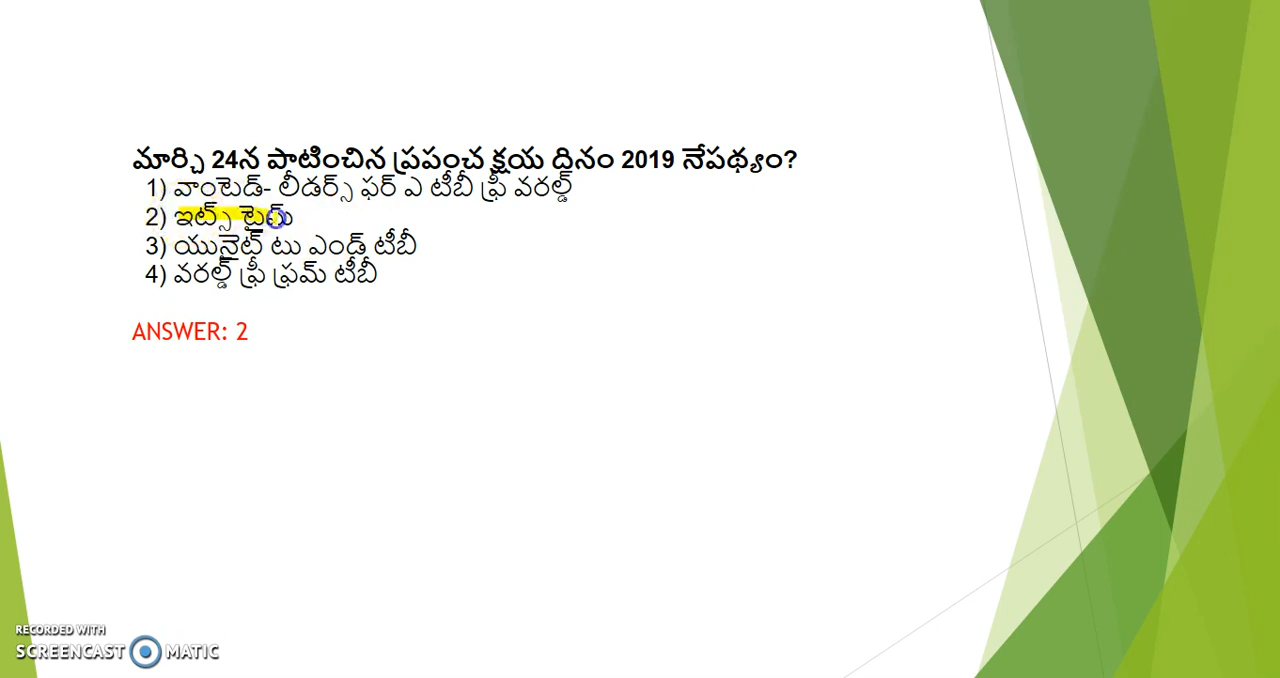 మార్చి 24న పాటించిన ప్రపంచ క్షయ దినం 2019 నేపథ్యం?
1) వాంటెడ్- లీడర్స్ ఫర్ ఎ టీబీ ఫ్రీ వరల్డ్
2) ఇట్స్ టైమ్
3) యునైట్ టు ఎండ్ టీబీ
4) వరల్డ్ ఫ్రీ ఫ్రమ్ టీబీ
ANSWER: 2
RECORDED WITH
SCREENCAST MATIC